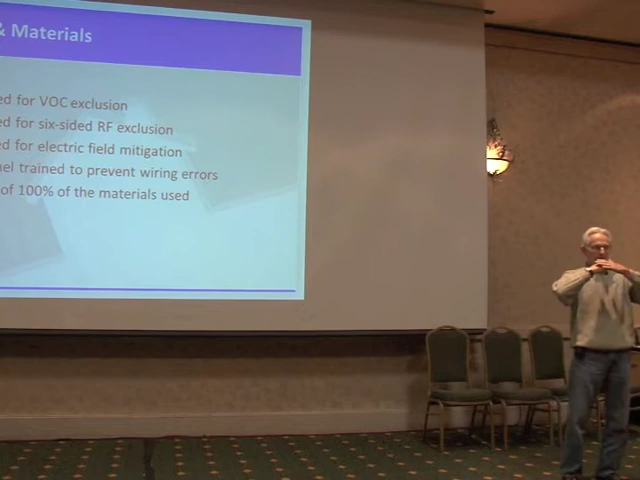 & Materials
ed for VOC exclusion
ed for six-sided RF exclusion
ed for electric field mitigation
nel trained to prevent wiring errors
of 100% of the materials used